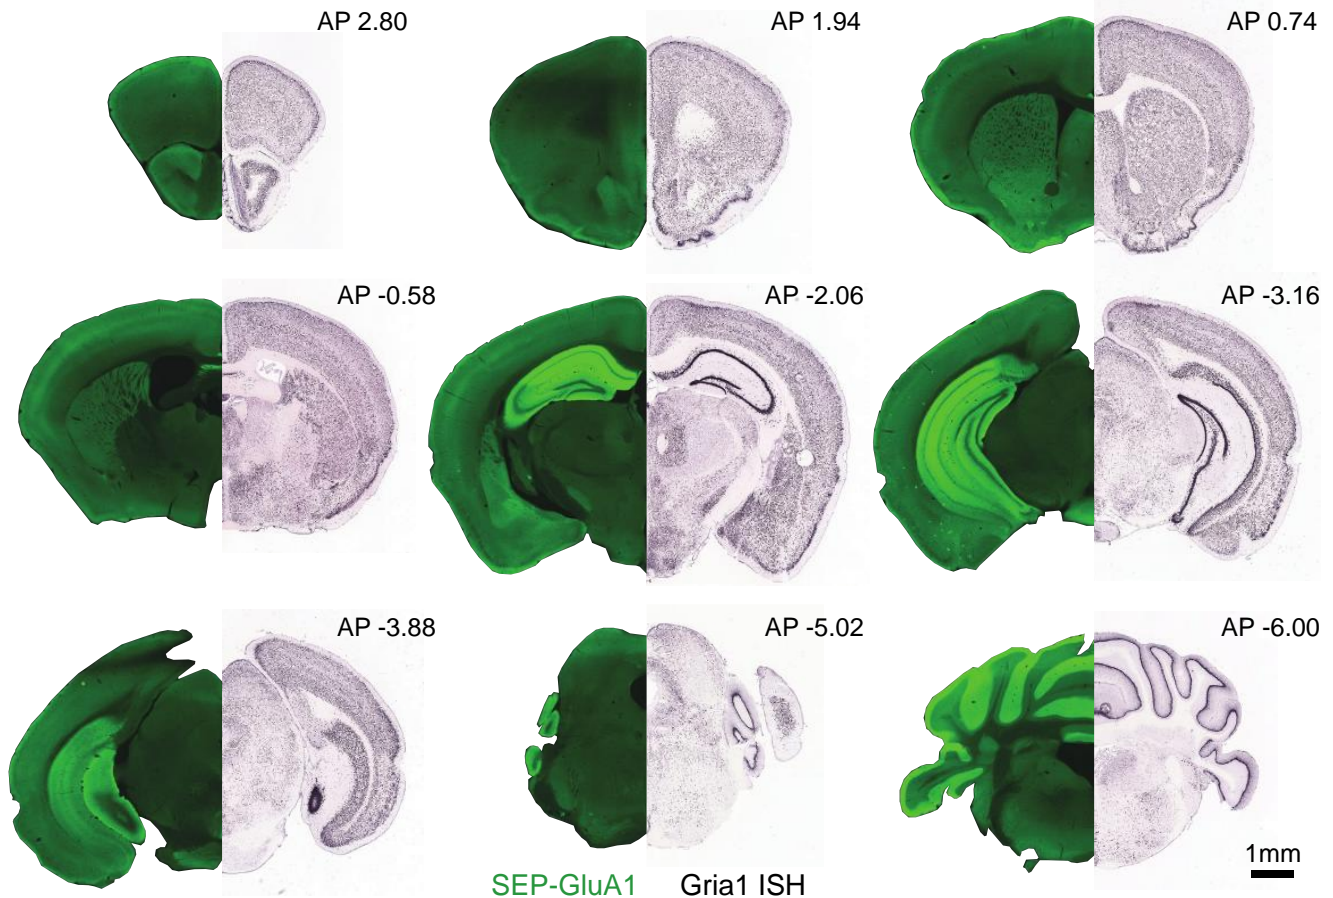 AP 2.80
AP 1.94
AP 0.74
AP -0.58
AP -2.06
AP -3.16
AP -3.88
AP -5.02
AP -6.00
1mm
SEP-GluA1 Gria1 ISH